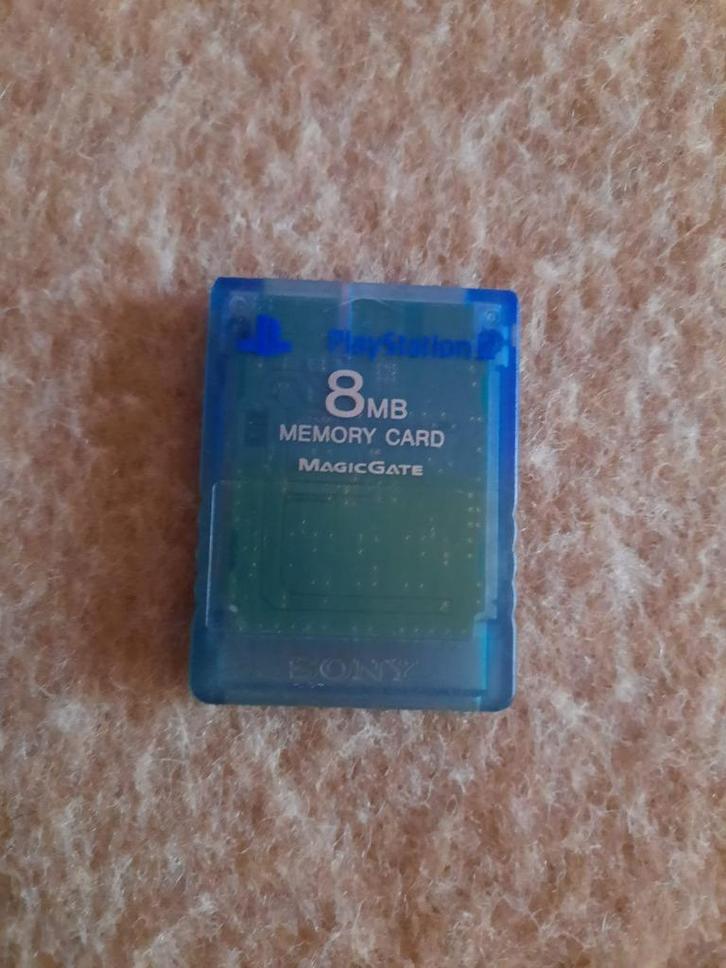 PlayStation 2
8MB
MEMORY CARD
MAGICGATE
SONY